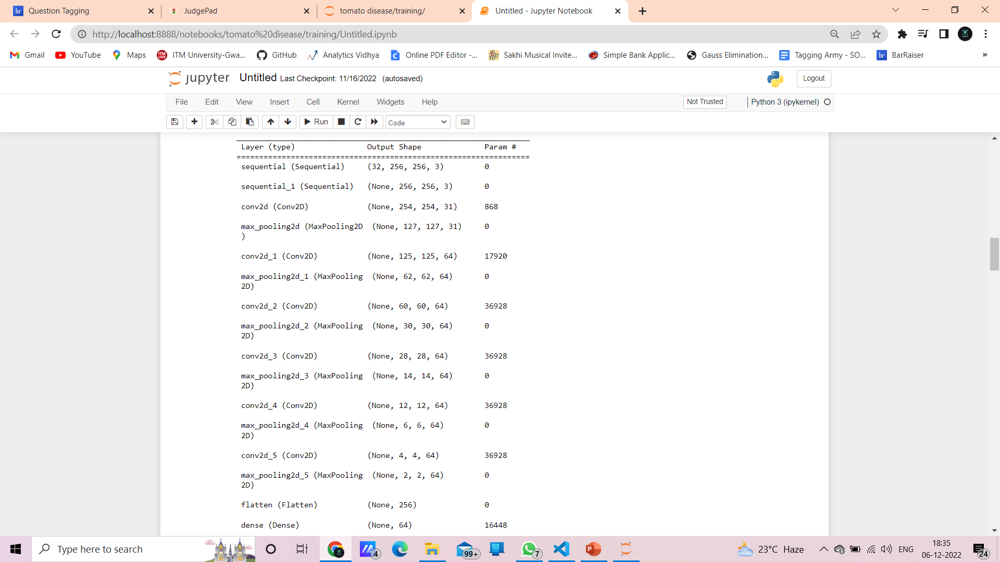 Question Tagging
JudgePad
tomato disease/training/
Untitled - Jupyter Notebook
http://localhost:8888/notebooks/tomato%20disease/training/Untitled.ipynb
Gmail YouTube Maps ITM University-Gwa... GitHub Analytics Vidhya Online PDF Editor -... Sakhi Musical Invite... Simple Bank Applic... Gauss Elimination... Tagging Army - SO... BarRaiser »
jupyter Untitled Last Checkpoint: 11/16/2022 (autosaved) Logout
File Edit View Insert Cell Kernel Widgets Help Not Trusted Python 3 (ipykernel)
Run Code
Layer (type) Output Shape Param #
=================================================================
sequential (Sequential) (32, 256, 256, 3) 0
sequential_1 (Sequential) (None, 256, 256, 3) 0
conv2d (Conv2D) (None, 254, 254, 31) 868
max_pooling2d (MaxPooling2D (None, 127, 127, 31) 0
)
conv2d_1 (Conv2D) (None, 125, 125, 64) 17920
max_pooling2d_1 (MaxPooling (None, 62, 62, 64) 0
2D)
conv2d_2 (Conv2D) (None, 60, 60, 64) 36928
max_pooling2d_2 (MaxPooling (None, 30, 30, 64) 0
2D)
conv2d_3 (Conv2D) (None, 28, 28, 64) 36928
max_pooling2d_3 (MaxPooling (None, 14, 14, 64) 0
2D)
conv2d_4 (Conv2D) (None, 12, 12, 64) 36928
max_pooling2d_4 (MaxPooling (None, 6, 6, 64) 0
2D)
conv2d_5 (Conv2D) (None, 4, 4, 64) 36928
max_pooling2d_5 (MaxPooling (None, 2, 2, 64) 0
2D)
flatten (Flatten) (None, 256) 0
dense (Dense) (None, 64) 16448
Type here to search
4
99+
7
23°C Haze
ENG
18:35
06-12-2022
24